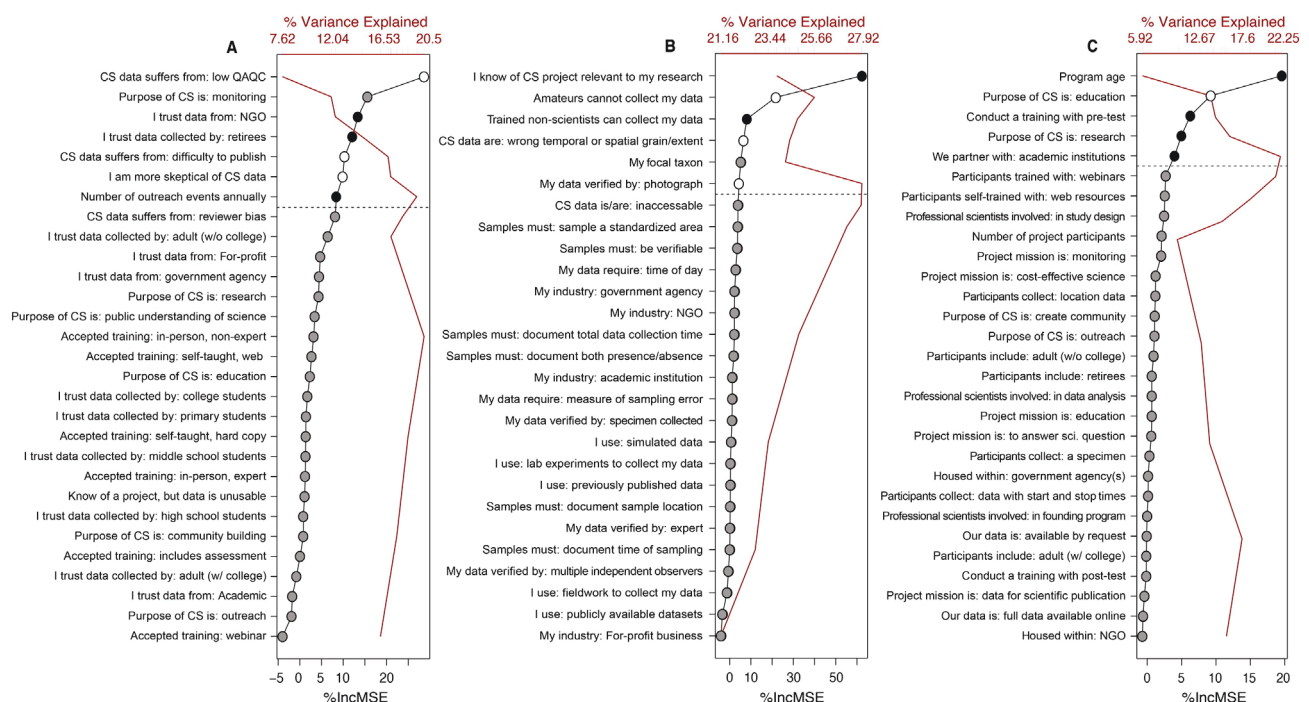 % Variance Explained
7.62 12.04 16.53 20.5
A
CS data suffers from: low QAQC
Purpose of CS is: monitoring
I trust data from: NGO
I trust data collected by: retirees
CS data suffers from: difficulty to publish
I am more skeptical of CS data
Number of outreach events annually
CS data suffers from: reviewer bias
I trust data collected by: adult (w/o college)
I trust data from: For-profit
I trust data from: government agency
Purpose of CS is: research
Purpose of CS is: public understanding of science
Accepted training: in-person, non-expert
Accepted training: self-taught, web
Purpose of CS is: education
I trust data collected by: college students
I trust data collected by: primary students
Accepted training: self-taught, hard copy
I trust data collected by: middle school students
Accepted training: in-person, expert
Know of a project, but data is unusable
I trust data collected by: high school students
Purpose of CS is: community building
Accepted training: includes assessment
I trust data collected by: adult (w/ college)
I trust data from: Academic
Purpose of CS is: outreach
Accepted training: webinar
-5 0 5 10 20
%IncMSE
% Variance Explained
21.16 23.44 25.66 27.92
B
I know of CS project relevant to my research
Amateurs cannot collect my data
Trained non-scientists can collect my data
CS data are: wrong temporal or spatial grain/extent
My focal taxon
My data verified by: photograph
CS data is/are: inaccessable
Samples must: sample a standardized area
Samples must: be verifiable
My data require: time of day
My industry: government agency
My industry: NGO
Samples must: document total data collection time
Samples must: document both presence/absence
My industry: academic institution
My data require: measure of sampling error
My data verified by: specimen collected
I use: simulated data
I use: lab experiments to collect my data
I use: previously published data
Samples must: document sample location
My data verified by: expert
Samples must: document time of sampling
My data verified by: multiple independent observers
I use: fieldwork to collect my data
I use: publicly available datasets
My industry: For-profit business
0 10 30 50
%IncMSE
% Variance Explained
5.92 12.67 17.6 22.25
C
Program age
Purpose of CS is: education
Conduct a training with pre-test
Purpose of CS is: research
We partner with: academic institutions
Participants trained with: webinars
Participants self-trained with: web resources
Professional scientists involved: in study design
Number of project participants
Project mission is: monitoring
Project mission is: cost-effective science
Participants collect: location data
Purpose of CS is: create community
Purpose of CS is: outreach
Participants include: adult (w/o college)
Participants include: retirees
Professional scientists involved: in data analysis
Project mission is: education
Project mission is: to answer sci. question
Participants collect: a specimen
Housed within: government agency(s)
Participants collect: data with start and stop times
Professional scientists involved: in founding program
Our data is: available by request
Participants include: adult (w/ college)
Conduct a training with post-test
Project mission is: data for scientific publication
Our data is: full data available online
Housed within: NGO
0 5 10 15 20
%IncMSE